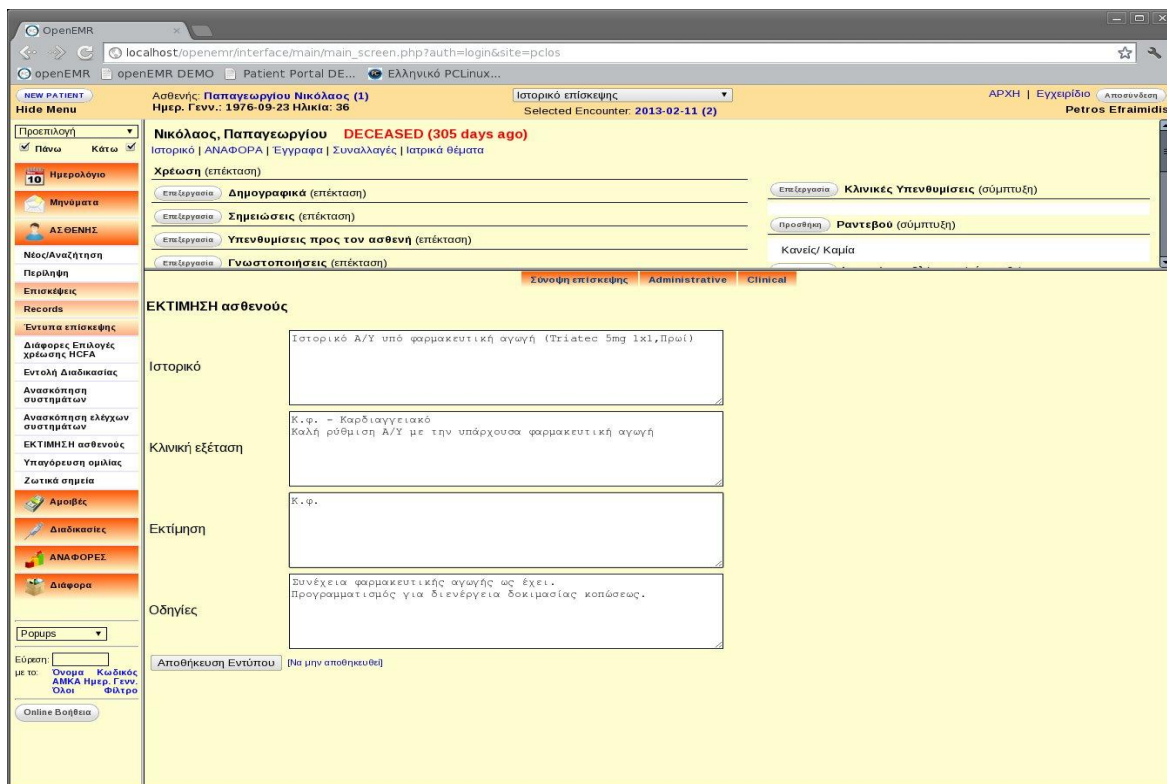 OpenEMR
localhost/openemr/interface/main/main_screen.php?auth=login&site=pclos
openEMR openEMR DEMO Patient Portal DE... Ελληνικό PCLinux...
NEW PATIENT
Hide Menu
Ασθενής: Παπαγεωργίου Νικόλαος (1)
Ημερ. Γενν.: 1976-09-23 Ηλικία: 36
Ιστορικό επίσκεψης
Selected Encounter: 2013-02-11 (2)
ΑΡΧΗ | Εγχειρίδιο Αποσύνδεση
Petros Efraimidis
Προεπιλογή
Πάνω Κάτω
10 Ημερολόγιο
Μηνύματα
ΑΣΘΕΝΗΣ
Νέος/Αναζήτηση
Περίληψη
Επισκέψεις
Records
Έντυπα επίσκεψης
Διάφορες Επιλογές
χρέωσης HCFA
Εντολή Διαδικασίας
Ανασκόπηση
συστημάτων
Ανασκόπηση ελέγχων
συστημάτων
ΕΚΤΙΜΗΣΗ ασθενούς
Υπαγόρευση ομιλίας
Ζωτικά σημεία
Αμοιβές
Διαδικασίες
ΑΝΑΦΟΡΕΣ
Διάφορα
Popups
Εύρεση:
με το: Όνομα Κωδικός
ΑΜΚΑ Ημερ. Γενν.
Όλοι Φίλτρο
Online Βοήθεια
Νικόλαος, Παπαγεωργίου DECEASED (305 days ago)
Ιστορικό | ΑΝΑΦΟΡΑ | Έγγραφα | Συναλλαγές | Ιατρικά θέματα
Χρέωση (επέκταση)
Επεξεργασία Δημογραφικά (επέκταση)
Επεξεργασία Σημειώσεις (επέκταση)
Επεξεργασία Υπενθυμίσεις προς τον ασθενή (επέκταση)
Επεξεργασία Γνωστοποιήσεις (επέκταση)
Επεξεργασία Κλινικές Υπενθυμίσεις (σύμπτυξη)
Προσθήκη Ραντεβού (σύμπτυξη)
Κανείς/ Καμία
Σύνοψη επίσκεψης Administrative Clinical
ΕΚΤΙΜΗΣΗ ασθενούς
Ιστορικό
Ιστορικό Α/Υ υπό φαρμακευτική αγωγή (Triatec 5mg 1x1,Πρωί)
Κλινική εξέταση
Κ.φ. - Καρδιαγγειακό
Καλή ρύθμιση Α/Υ με την υπάρχουσα φαρμακευτική αγωγή
Εκτίμηση
Κ.φ.
Οδηγίες
Συνέχεια φαρμακευτικής αγωγής ως έχει.
Προγραμματισμός για διενέργεια δοκιμασίας κοπώσεως.
Αποθήκευση Εντύπου [Να μην αποθηκευθεί]